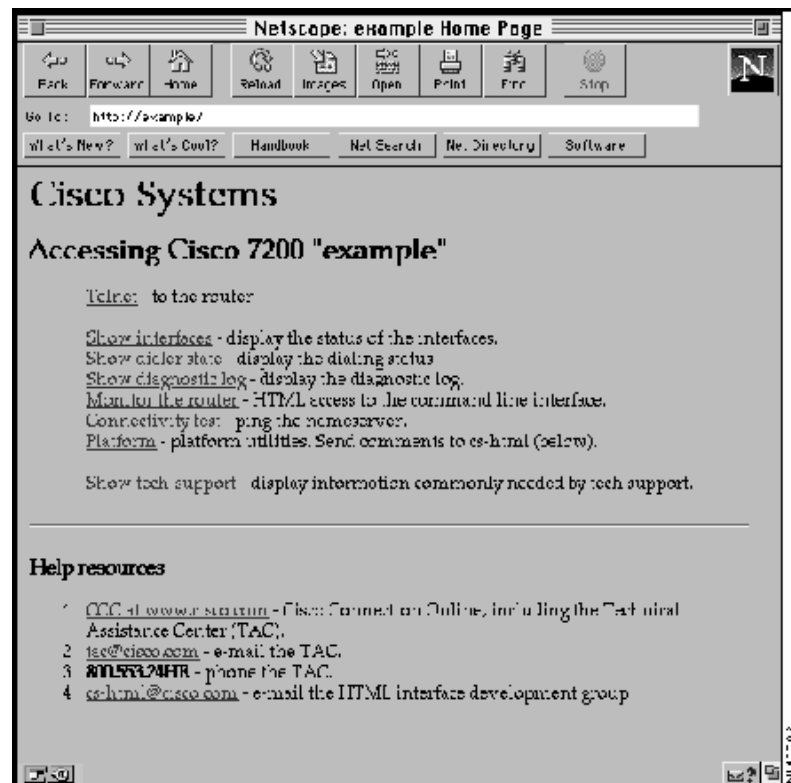 Netscape: example Home Page
Back Forward Home Reload Images Open Print Find Stop
N
Go To: http://example/
What's New? What's Cool? Handbook Net Search Net Directory Software
Cisco Systems
Accessing Cisco 7200 "example"
Telnet - to the router
Show interfaces - display the status of the interfaces.
Show dialer state - display the dialing status
Show diagnostic log - display the diagnostic log.
Monitor the router - HTML access to the command line interface.
Connectivity test - ping the nameserver.
Platform - platform utilities. Send comments to cs-html (below).
Show tech support - display information commonly needed by tech support.
Help resources
1 CCO at www.cisco.com - Cisco Connection Online, including the Technical
Assistance Center (TAC).
2 tac@cisco.com - e-mail the TAC.
3 800.553.24HR - phone the TAC.
4 cs-html@cisco.com - e-mail the HTML interface development group